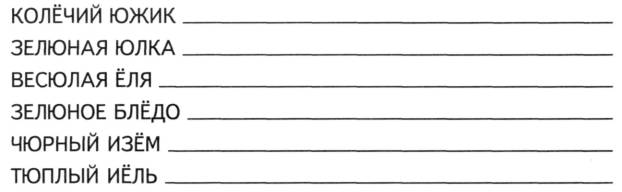 КОЛЁЧИЙ ЮЖИК
ЗЕЛЮНАЯ ЮЛКА
ВЕСЮЛАЯ ЁЛЯ
ЗЕЛЮНОЕ БЛЁДО
ЧЮРНЫЙ ИЗЁМ
ТЮПЛЫЙ ИЁЛЬ